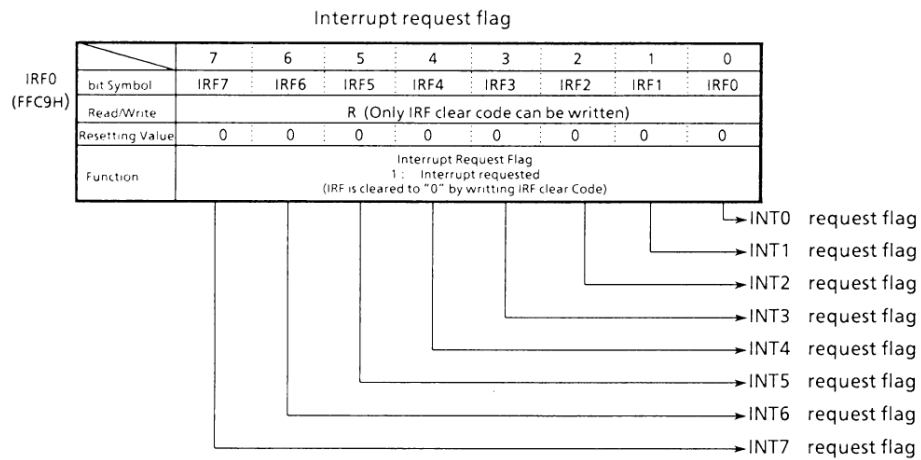 Interrupt request flag
7 6 5 4 3 2 1 0
IRF0 (FFC9H)
bit Symbol IRF7 IRF6 IRF5 IRF4 IRF3 IRF2 IRF1 IRF0
Read/Write R (Only IRF clear code can be written)
Resetting Value 0 0 0 0 0 0 0 0
Function
Interrupt Request Flag
1 : Interrupt requested
(IRF is cleared to "0" by writting IRF clear Code)
INT0 request flag
INT1 request flag
INT2 request flag
INT3 request flag
INT4 request flag
INT5 request flag
INT6 request flag
INT7 request flag